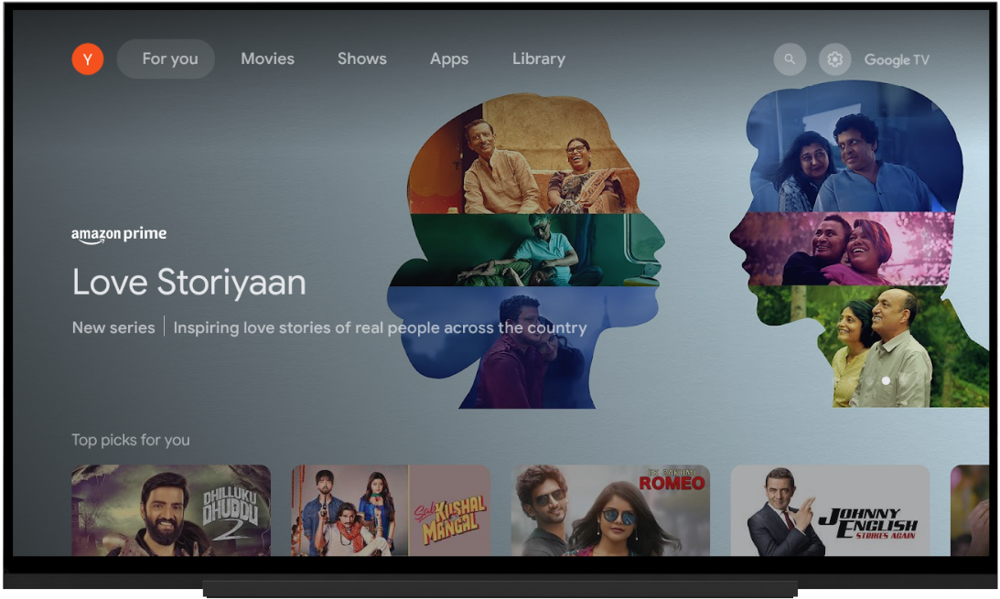 Y
For you
Movies
Shows
Apps
Library
Google TV
amazon prime
Love Storiyaan
New series
Inspiring love stories of real people across the country
Top picks for you
DHILLUKU
DHUDDU
2
Sab
KUSHAL
MANGAL
ROMEO
JOHNNY
ENGLISH
STRIKES AGAIN